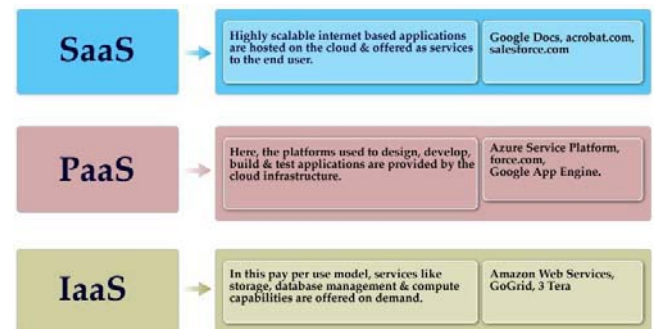 SaaS
Highly scalable internet based applications
are hosted on the cloud & offered as services
to the end user.
Google Docs, acrobat.com,
salesforce.com
PaaS
Here, the platforms used to design, develop,
build & test applications are provided by the
cloud infrastructure.
Azure Service Platform,
force.com,
Google App Engine.
IaaS
In this pay per use model, services like
storage, database management & compute
capabilities are offered on demand.
Amazon Web Services,
GoGrid, 3 Tera